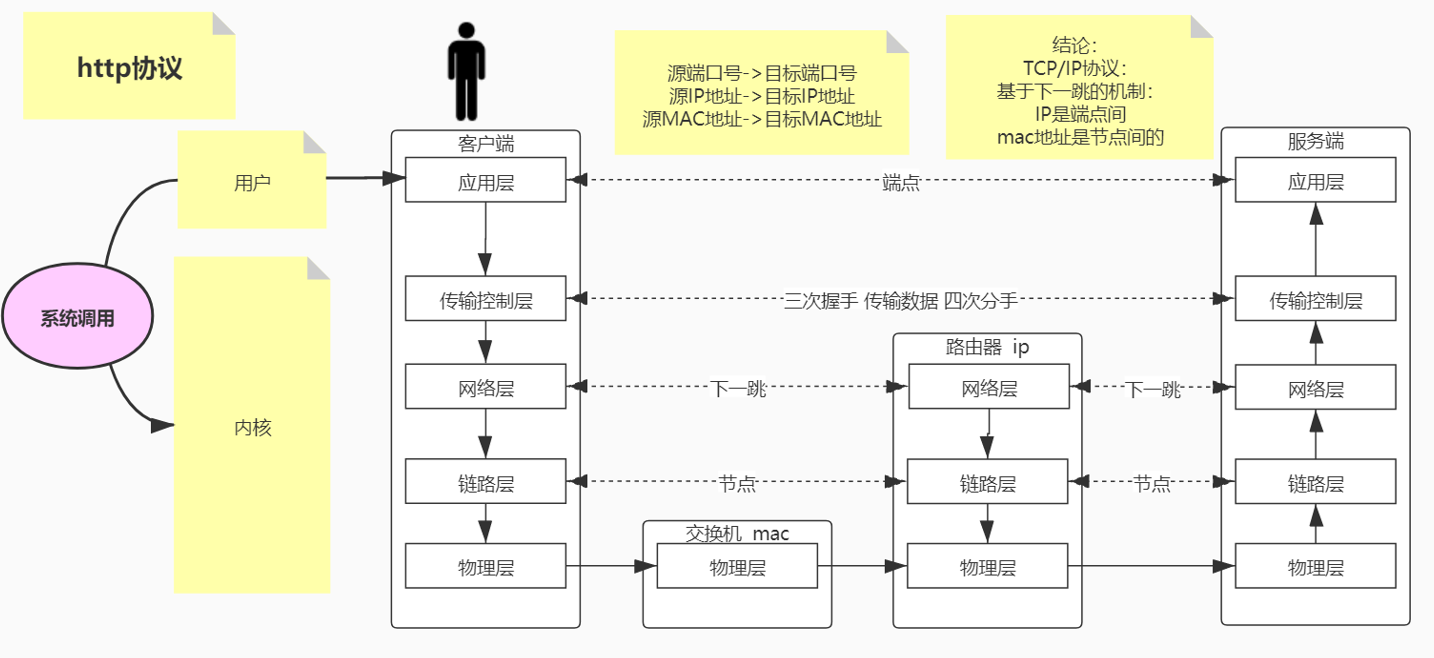 http协议
源端口号->目标端口号
源IP地址->目标IP地址
源MAC地址->目标MAC地址
结论：
TCP/IP协议：
基于下一跳的机制：
IP是端点间
mac地址是节点间的
用户
系统调用
内核
客户端
应用层
传输控制层
网络层
链路层
物理层
端点
三次握手 传输数据 四次分手
下一跳
节点
交换机 mac
物理层
路由器 ip
网络层
链路层
物理层
下一跳
节点
服务端
应用层
传输控制层
网络层
链路层
物理层